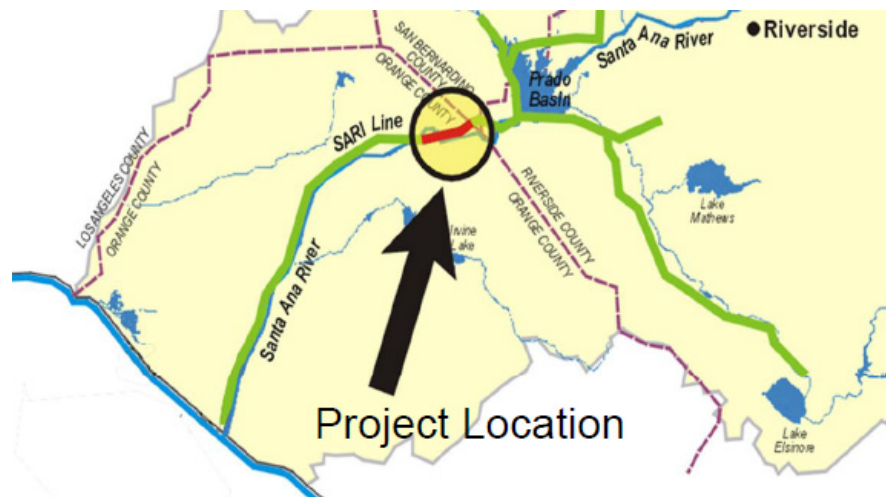 Riverside
Santa Ana River
SAN BERNARDINO
COUNTY
ORANGE COUNTY
Prado
Basin
SARI Line
LOS ANGELES COUNTY
ORANGE COUNTY
RIVERSIDE COUNTY
ORANGE COUNTY
Lake
Mathews
Irvine
Lake
Santa Ana River
Project Location
Lake
Elsinore